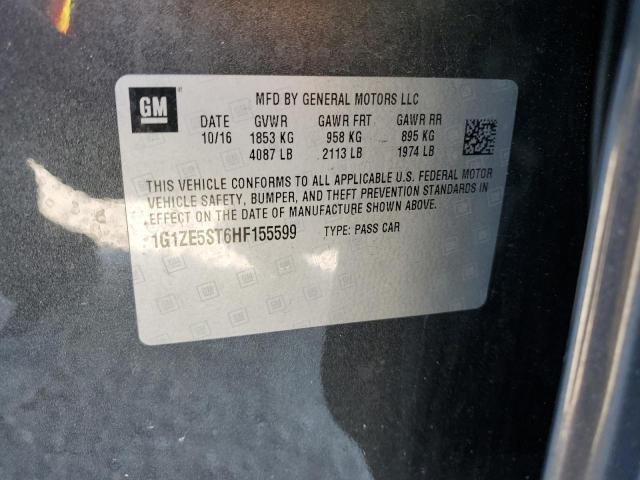 GM
MFD BY GENERAL MOTORS LLC
DATE GVWR GAWR FRT GAWR RR
10/16 1853 KG 958 KG 895 KG
4087 LB 2113 LB 1974 LB
THIS VEHICLE CONFORMS TO ALL APPLICABLE U.S. FEDERAL MOTOR
VEHICLE SAFETY, BUMPER, AND THEFT PREVENTION STANDARDS IN
EFFECT ON THE DATE OF MANUFACTURE SHOWN ABOVE.
1G1ZE5ST6HF155599 TYPE: PASS CAR